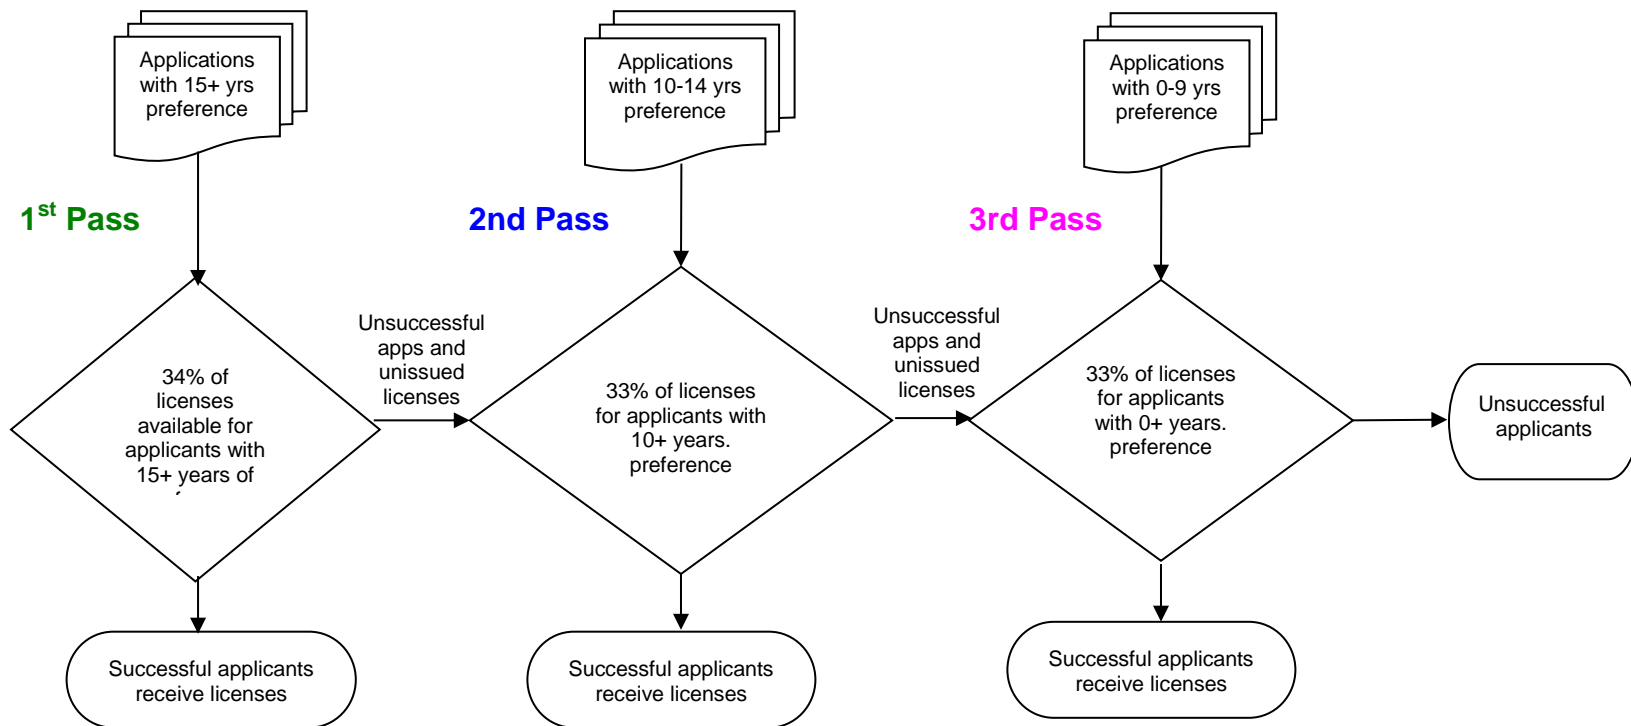 Applications
with 15+ yrs
preference
Applications
with 10-14 yrs
preference
Applications
with 0-9 yrs
preference
1st Pass
2nd Pass
3rd Pass
34% of
licenses
available for
applicants with
15+ years of
Unsuccessful
apps and
unissued
licenses
33% of licenses
for applicants with
10+ years.
preference
Unsuccessful
apps and
unissued
licenses
33% of licenses
for applicants
with 0+ years.
preference
Unsuccessful
applicants
Successful applicants
receive licenses
Successful applicants
receive licenses
Successful applicants
receive licenses